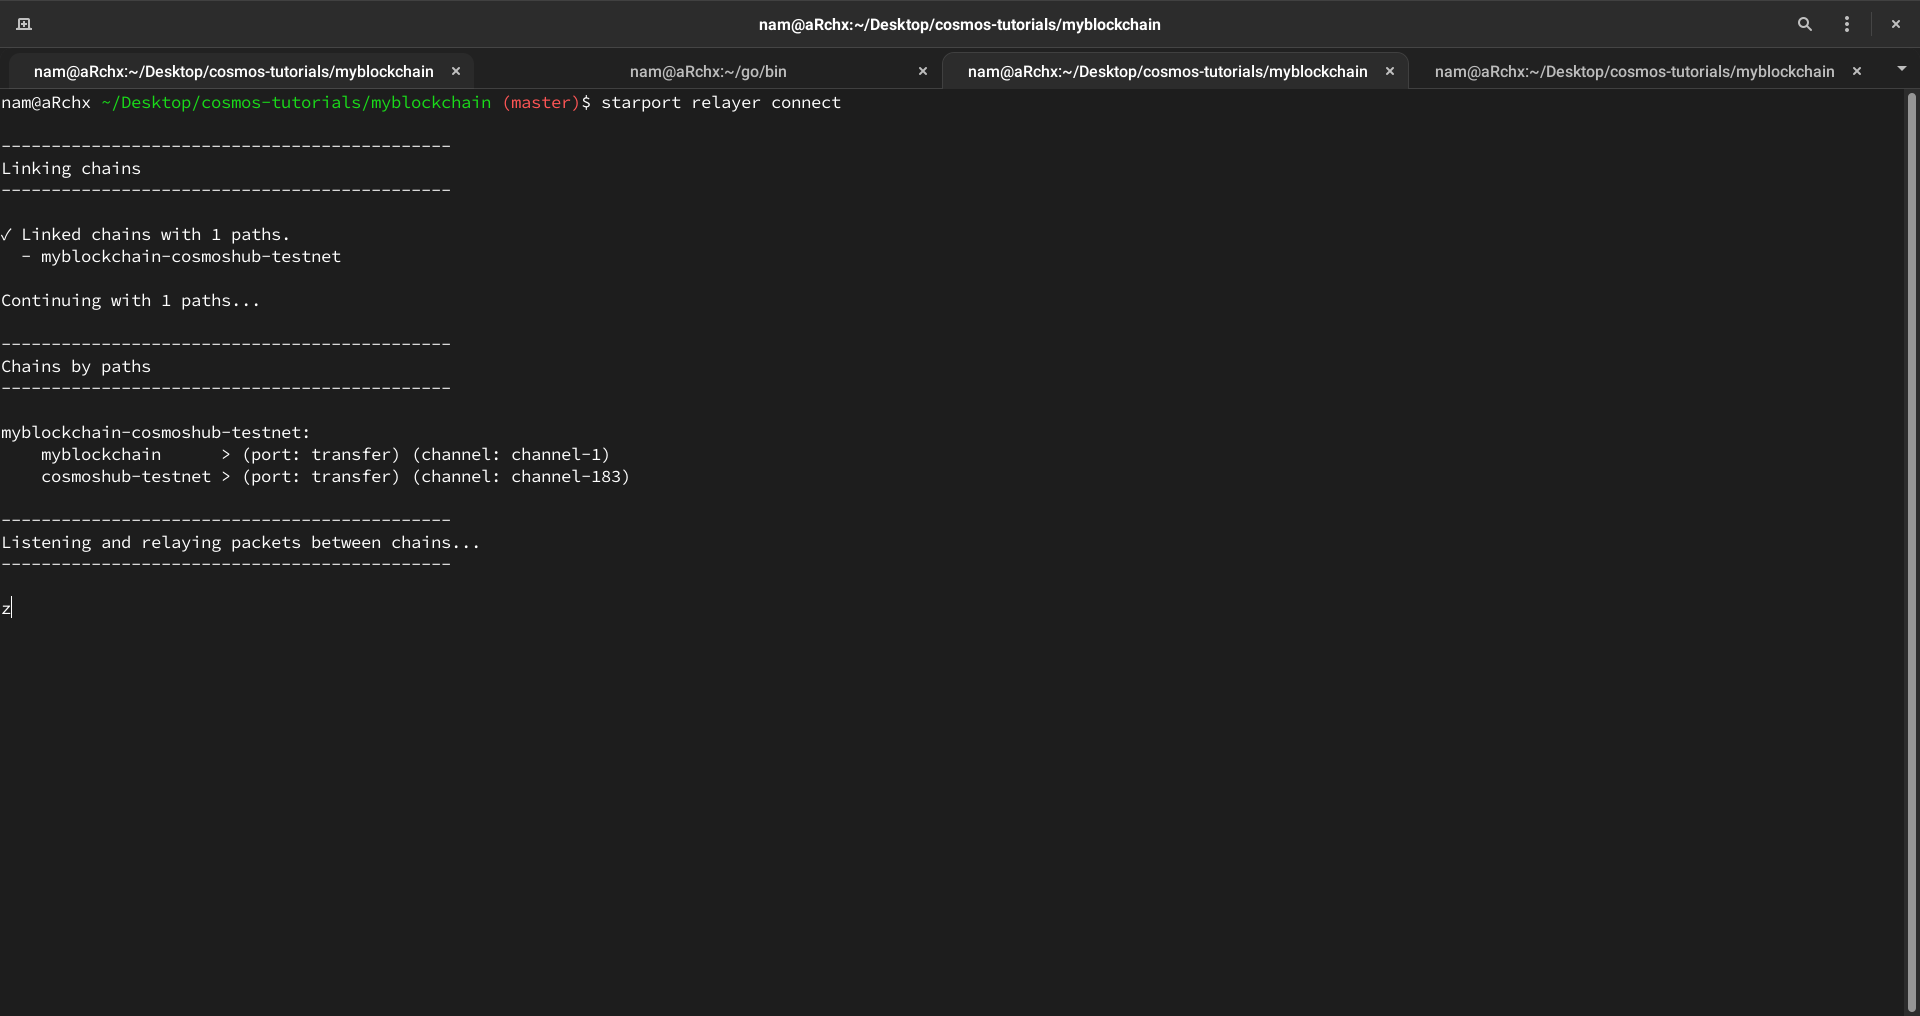 nam@aRchx:~/Desktop/cosmos-tutorials/myblockchain
nam@aRchx:~/Desktop/cosmos-tutorials/myblockchain
nam@aRchx:~/go/bin
nam@aRchx:~/Desktop/cosmos-tutorials/myblockchain
nam@aRchx:~/Desktop/cosmos-tutorials/myblockchain
nam@aRchx ~/Desktop/cosmos-tutorials/myblockchain (master)$ starport relayer connect
---------------------------------------------
Linking chains
---------------------------------------------
✓ Linked chains with 1 paths.
  - myblockchain-cosmoshub-testnet
Continuing with 1 paths...
---------------------------------------------
Chains by paths
---------------------------------------------
myblockchain-cosmoshub-testnet:
    myblockchain      > (port: transfer) (channel: channel-1)
    cosmoshub-testnet > (port: transfer) (channel: channel-183)
---------------------------------------------
Listening and relaying packets between chains...
---------------------------------------------
z